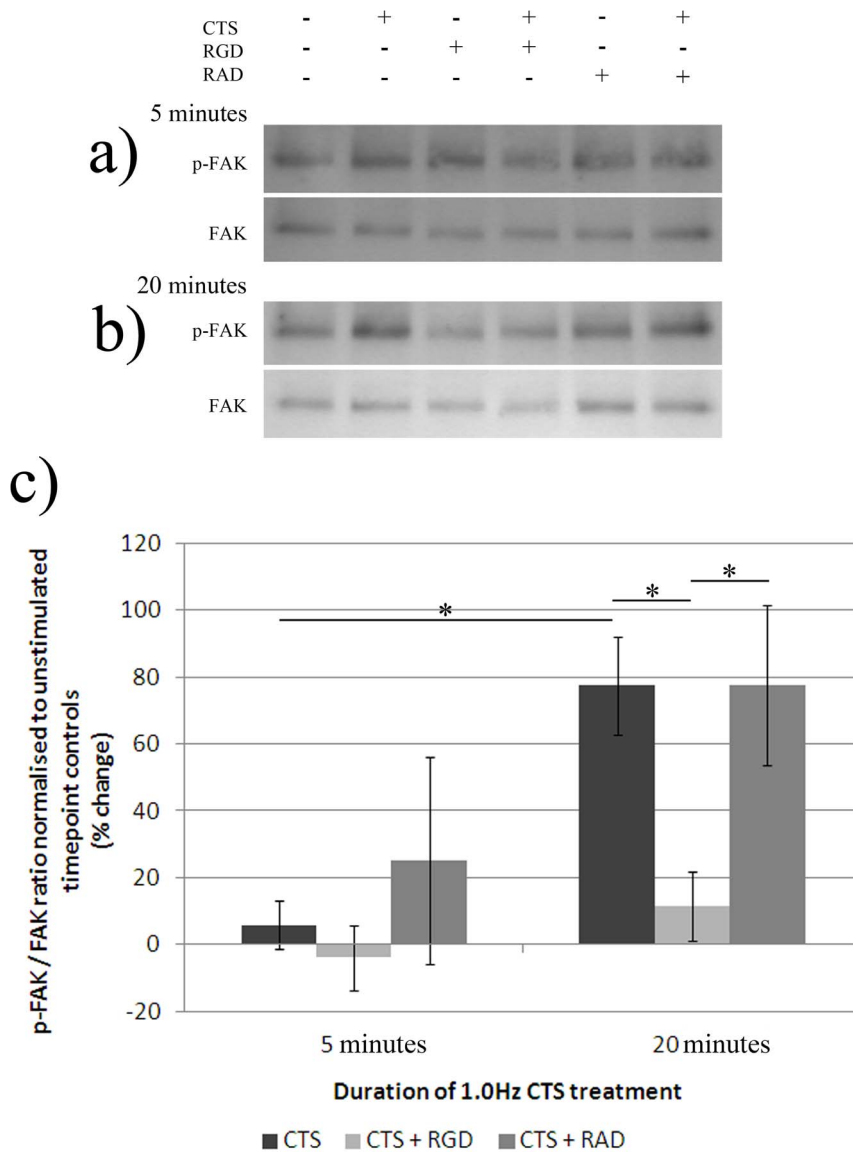 CTS - + - + - +
RGD - - + + - -
RAD - - - - + +
5 minutes
a)
p-FAK
FAK
20 minutes
b)
p-FAK
FAK
c)
p-FAK / FAK ratio normalised to unstimulated
timepoint controls
(% change)
120
100
80
60
40
20
0
-20
*
*
*
5 minutes
20 minutes
Duration of 1.0Hz CTS treatment
CTS
CTS + RGD
CTS + RAD